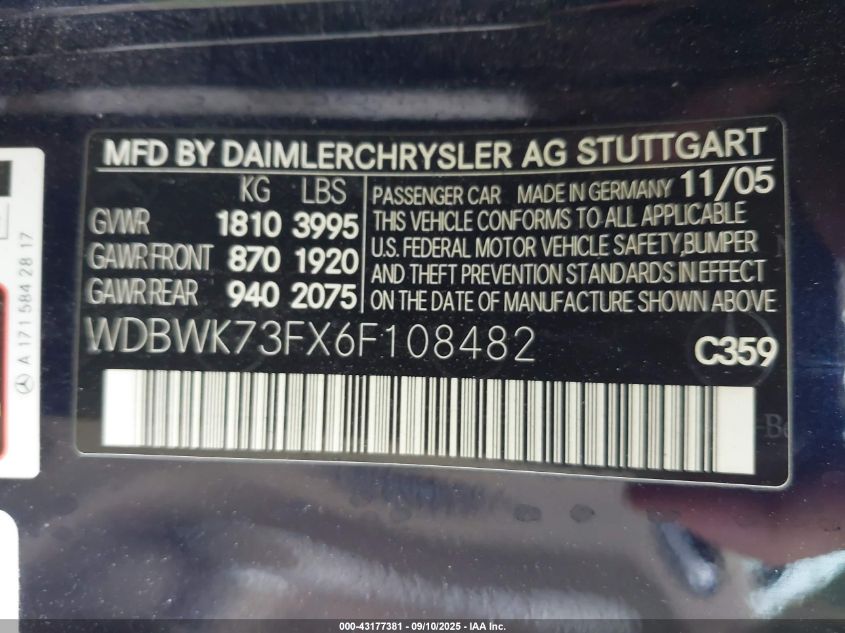 MFD BY DAIMLERCHRYSLER AG STUTTGART
KG LBS
GVWR 1810 3995
GAWR FRONT 870 1920
GAWR REAR 940 2075
PASSENGER CAR MADE IN GERMANY 11/05
THIS VEHICLE CONFORMS TO ALL APPLICABLE
U.S. FEDERAL MOTOR VEHICLE SAFETY,BUMPER
AND THEFT PREVENTION STANDARDS IN EFFECT
ON THE DATE OF MANUFACTURE SHOWN ABOVE
WDBWK73FX6F108482
C359
A 171 584 28 17
000-43177381 - 09/10/2025 - IAA Inc.